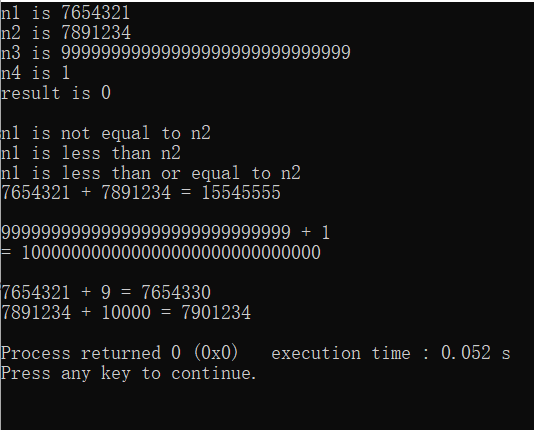 n1 is 7654321
n2 is 7891234
n3 is 99999999999999999999999999999
n4 is 1
result is 0
n1 is not equal to n2
n1 is less than n2
n1 is less than or equal to n2
7654321 + 7891234 = 15545555
99999999999999999999999999999 + 1
= 100000000000000000000000000000
7654321 + 9 = 7654330
7891234 + 10000 = 7901234
Process returned 0 (0x0)   execution time : 0.052 s
Press any key to continue.